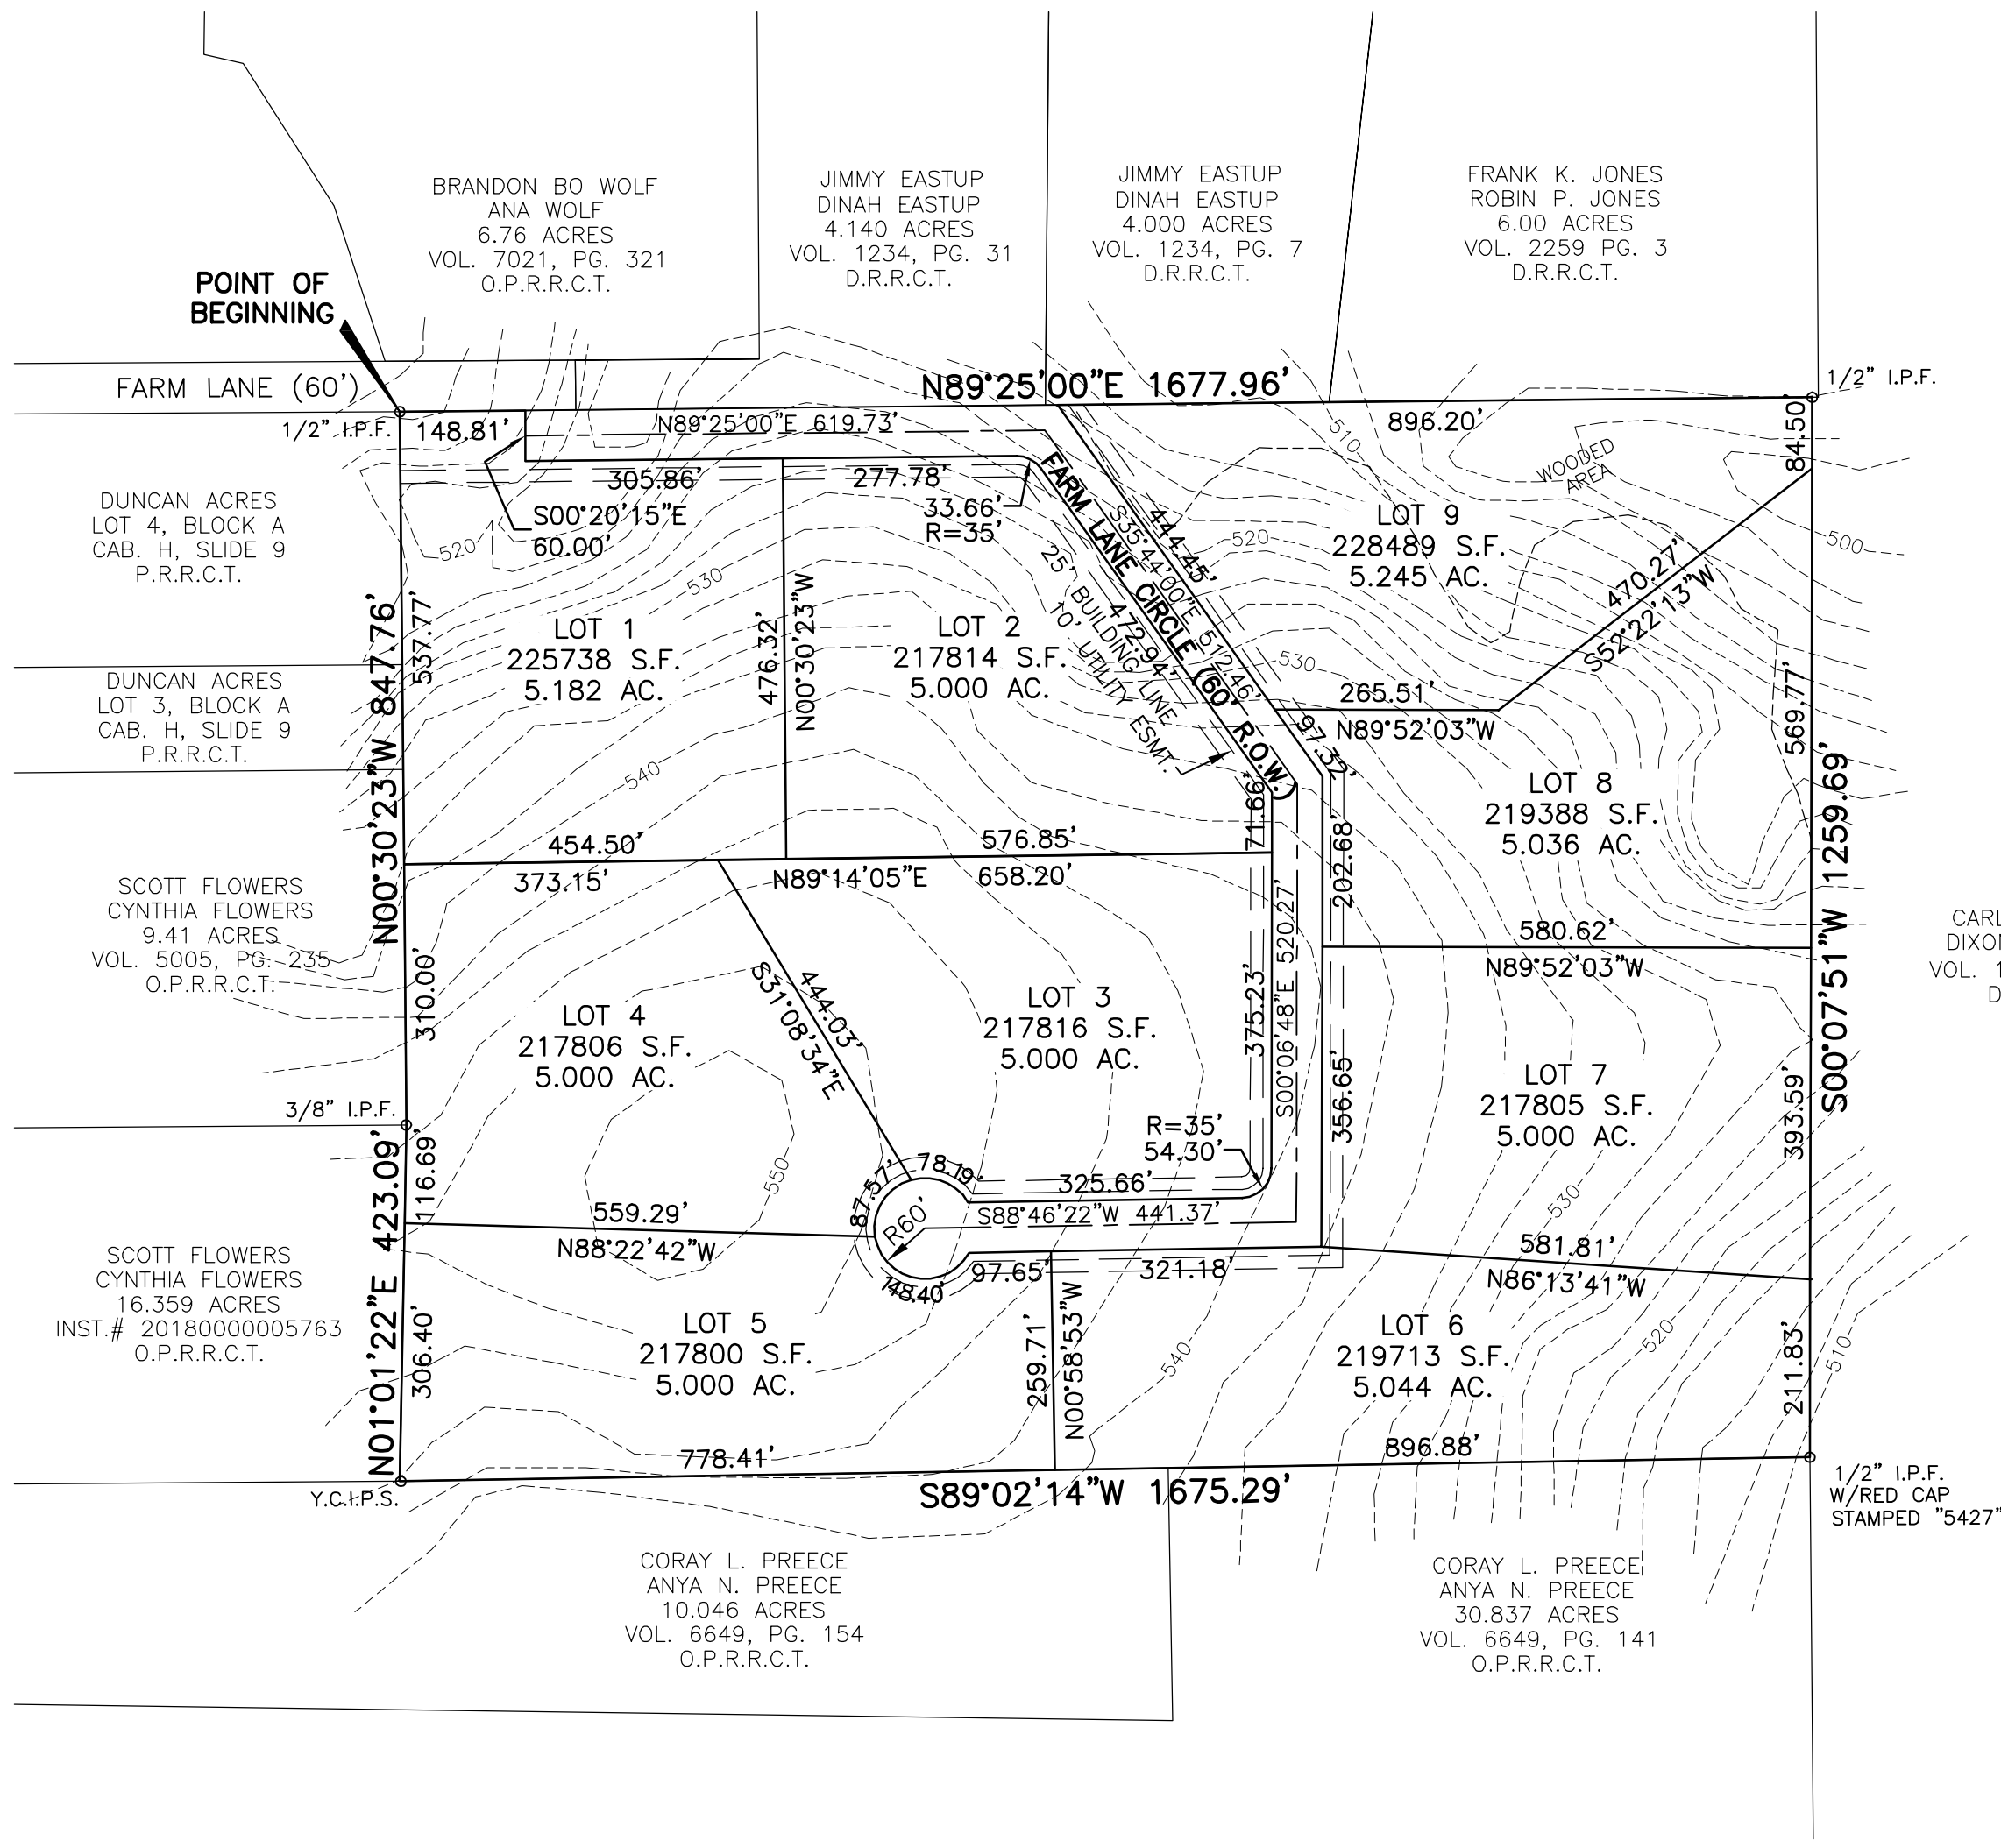 BRANDON BO WOLF
ANA WOLF
6.76 ACRES
VOL. 7021, PG. 321
O.P.R.R.C.T.
JIMMY EASTUP
DINAH EASTUP
4.140 ACRES
VOL. 1234, PG. 31
D.R.R.C.T.
JIMMY EASTUP
DINAH EASTUP
4.000 ACRES
VOL. 1234, PG. 7
D.R.R.C.T.
FRANK K. JONES
ROBIN P. JONES
6.00 ACRES
VOL. 2259 PG. 3
D.R.R.C.T.
POINT OF
BEGINNING
FARM LANE (60')
N89°25'00"E 1677.96'
1/2" I.P.F.
1/2" I.P.F.
148.81'
N89°25'00"E 619.73'
896.20'
84.50'
305.86'
277.78'
33.66'
R=35'
S00°20'15"E
60.00'
DUNCAN ACRES
LOT 4, BLOCK A
CAB. H, SLIDE 9
P.R.R.C.T.
520
530
510
520
500
530
WOODED
AREA
FARM LANE CIRCLE (60' R.O.W.)
444.45'
S35°44'00"E 612.46'
472.94'
25' BUILDING LINE
10' UTILITY ESMT.
LOT 9
228489 S.F.
5.245 AC.
470.27'
S52°22'13"W
LOT 1
225738 S.F.
5.182 AC.
476.32'
N00°30'23"W
LOT 2
217814 S.F.
5.000 AC.
N00°30'23"W 847.76'
537.77'
DUNCAN ACRES
LOT 3, BLOCK A
CAB. H, SLIDE 9
P.R.R.C.T.
265.51'
N89°52'03"W
97.32'
569.77'
540
71.66'
202.68'
LOT 8
219388 S.F.
5.036 AC.
S00°07'51"W 1259.69'
454.50'
576.85'
373.15'
N89°14'05"E
658.20'
SCOTT FLOWERS
CYNTHIA FLOWERS
9.41 ACRES
VOL. 5005, PG. 235
O.P.R.R.C.T.
580.62'
N89°52'03"W
CARL
VOL. 1
D
310.00'
LOT 4
217806 S.F.
5.000 AC.
444.03'
S31°08'34"E
LOT 3
217816 S.F.
5.000 AC.
375.23'
S00°06'48"E 520.27'
356.65'
LOT 7
217805 S.F.
5.000 AC.
393.59'
3/8" I.P.F.
R=35'
54.30'
116.69'
550
87.57'
78.19'
325.66'
S88°46'22"W 441.37'
R60'
559.29'
N88°22'42"W
97.65'
321.18'
148.40'
530
581.81'
N86°13'41"W
N01°01'22"E 423.09'
SCOTT FLOWERS
CYNTHIA FLOWERS
16.359 ACRES
INST.# 20180000005763
O.P.R.R.C.T.
306.40'
LOT 5
217800 S.F.
5.000 AC.
259.71'
N00°58'53"W
540
LOT 6
219713 S.F.
5.044 AC.
520
510
211.83'
778.41'
896.88'
S89°02'14"W 1675.29'
Y.C.I.P.S.
1/2" I.P.F.
W/RED CAP
STAMPED "5427"
CORAY L. PREECE
ANYA N. PREECE
10.046 ACRES
VOL. 6649, PG. 154
O.P.R.R.C.T.
CORAY L. PREECE
ANYA N. PREECE
30.837 ACRES
VOL. 6649, PG. 141
O.P.R.R.C.T.